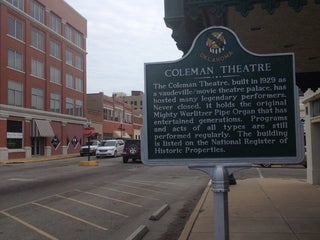 OKLAHOMA
COLEMAN THEATRE
The Coleman Theatre, built in 1929 as
a vaudeville/movie theatre palace, has
hosted many legendary performers.
Never closed, it holds the original
Mighty Wurlitzer Pipe Organ that has
entertained generations. Programs
and acts of all types are still
performed regularly. The building
is listed on the National Register of
Historic Properties.